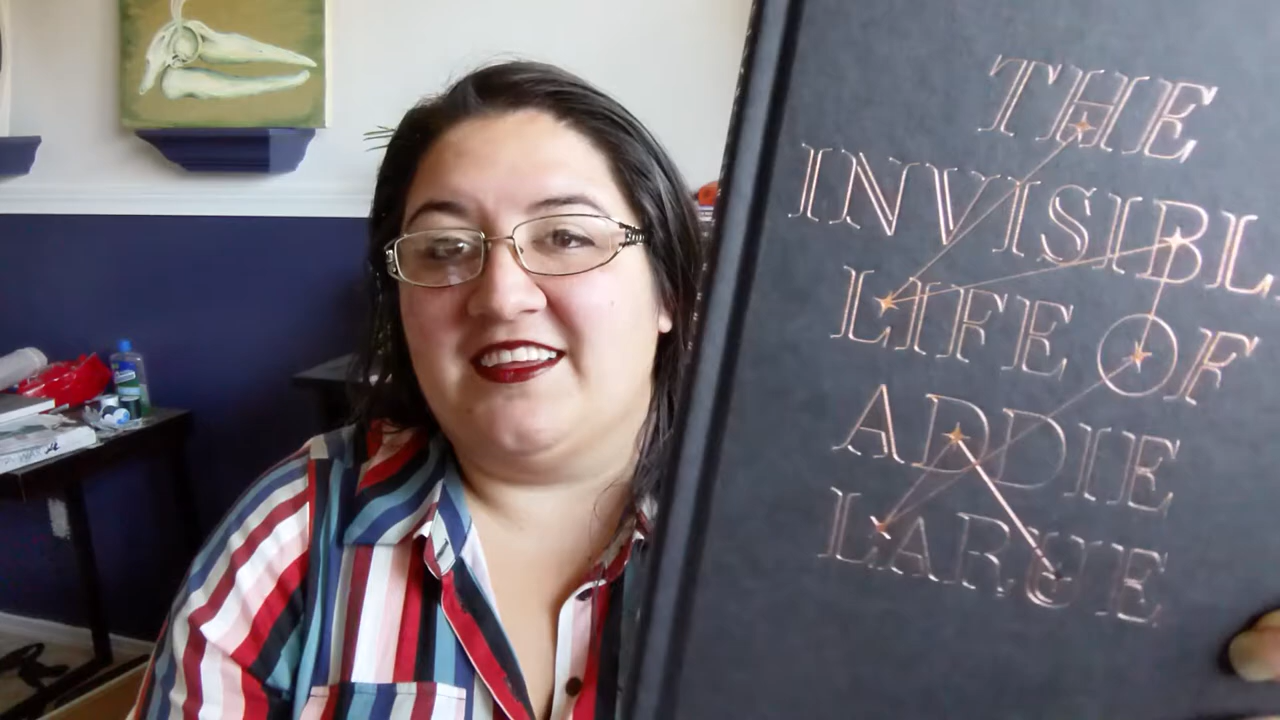 THE
INVISIBL
LIFE OF
ADDIE
LARUE